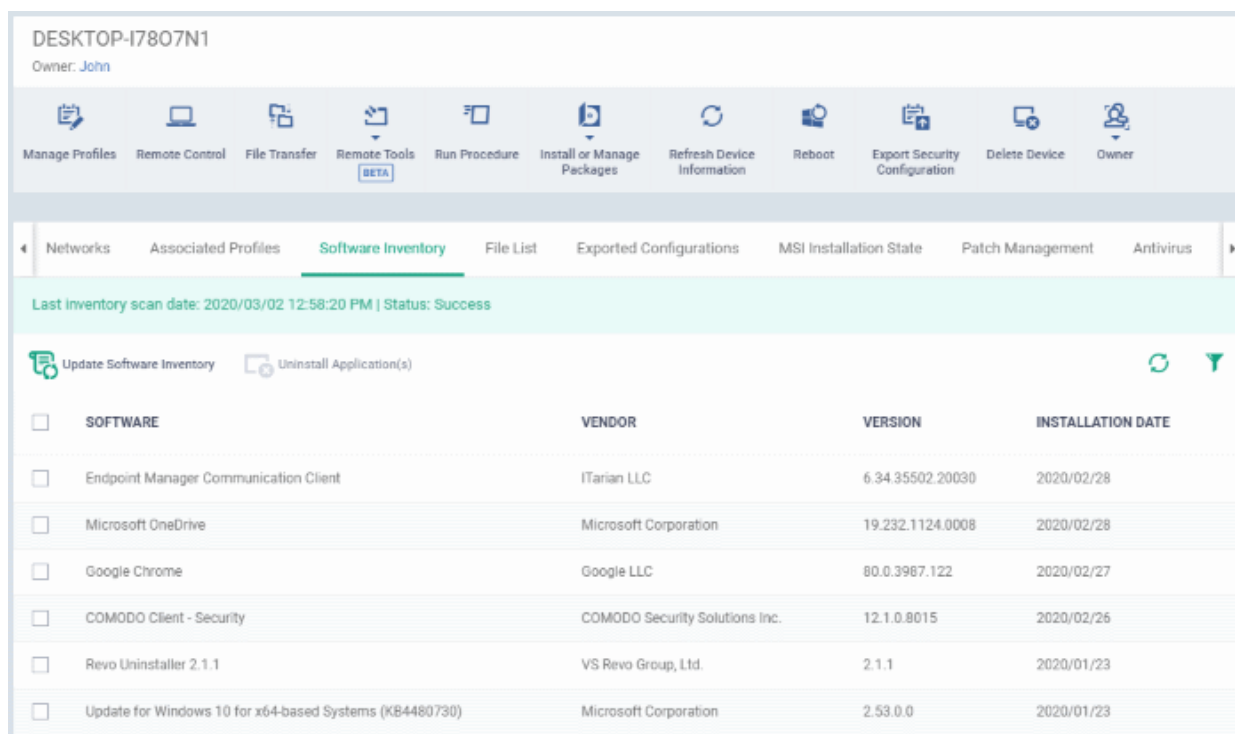 DESKTOP-I78O7N1
Owner: John
Manage Profiles Remote Control File Transfer Remote Tools Run Procedure Install or Manage Refresh Device Reboot Export Security Delete Device Owner
BETA Packages Information Configuration
Networks Associated Profiles Software Inventory File List Exported Configurations MSI Installation State Patch Management Antivirus
Last inventory scan date: 2020/03/02 12:58:20 PM | Status: Success
Update Software Inventory Uninstall Application(s)
SOFTWARE VENDOR VERSION INSTALLATION DATE
Endpoint Manager Communication Client ITarian LLC 6.34.35502.20030 2020/02/28
Microsoft OneDrive Microsoft Corporation 19.232.1124.0008 2020/02/28
Google Chrome Google LLC 80.0.3987.122 2020/02/27
COMODO Client - Security COMODO Security Solutions Inc. 12.1.0.8015 2020/02/26
Revo Uninstaller 2.1.1 VS Revo Group, Ltd. 2.1.1 2020/01/23
Update for Windows 10 for x64-based Systems (KB4480730) Microsoft Corporation 2.53.0.0 2020/01/23